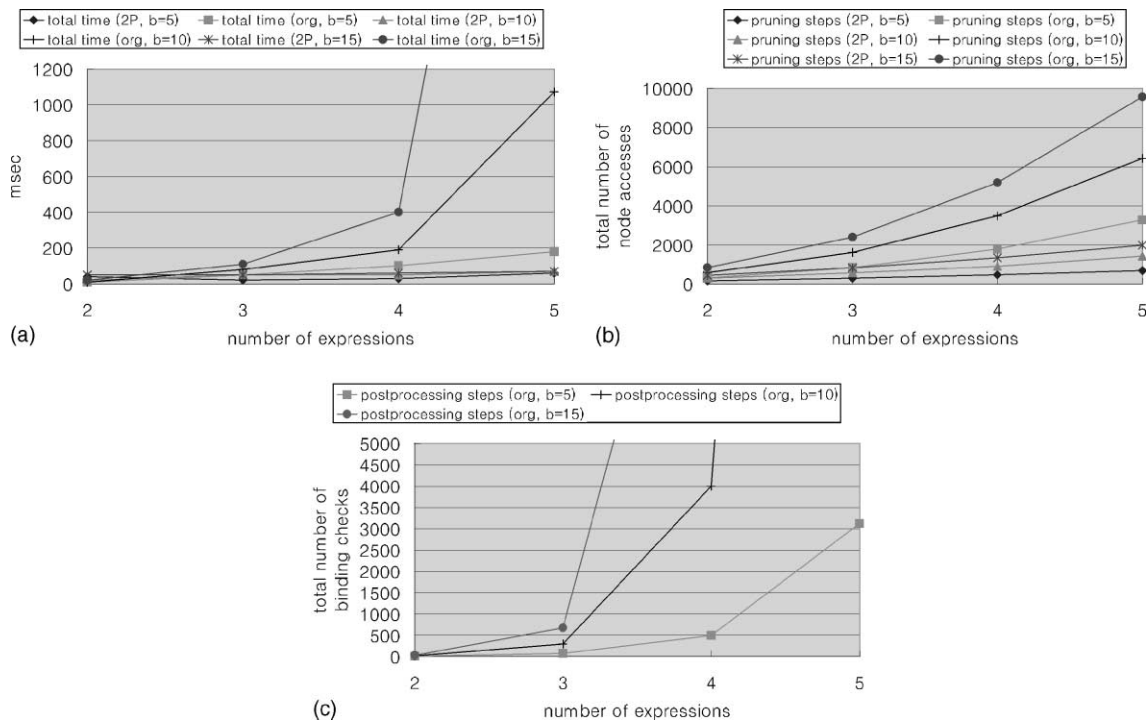 total time (2P, b=5) total time (org, b=5) total time (2P, b=10)
total time (org, b=10) total time (2P, b=15) total time (org, b=15)
1200
1000
800
600
400
200
0
msec
2 3 4 5
number of expressions
(a)
pruning steps (2P, b=5) pruning steps (org, b=5)
pruning steps (2P, b=10) pruning steps (org, b=10)
pruning steps (2P, b=15) pruning steps (org, b=15)
10000
8000
6000
4000
2000
0
total number of
node accesses
2 3 4 5
number of expressions
(b)
postprocessing steps (org, b=5) postprocessing steps (org, b=10)
postprocessing steps (org, b=15)
5000
4500
4000
3500
3000
2500
2000
1500
1000
500
0
total number of
binding checks
2 3 4 5
number of expressions
(c)